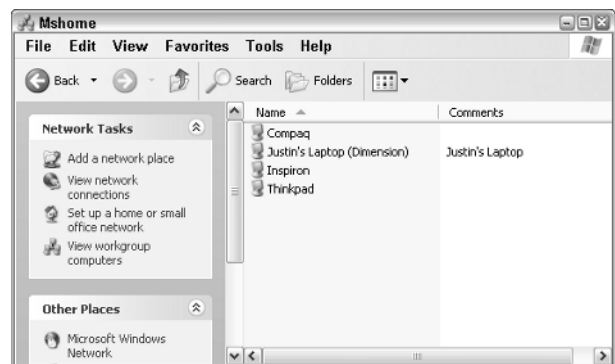 Mshome
File Edit View Favorites Tools Help
Back Search Folders
Network Tasks
Add a network place
View network
connections
Set up a home or small
office network
View workgroup
computers
Other Places
Microsoft Windows
Network
Name Comments
Compaq
Justin's Laptop (Dimension) Justin's Laptop
Inspiron
Thinkpad